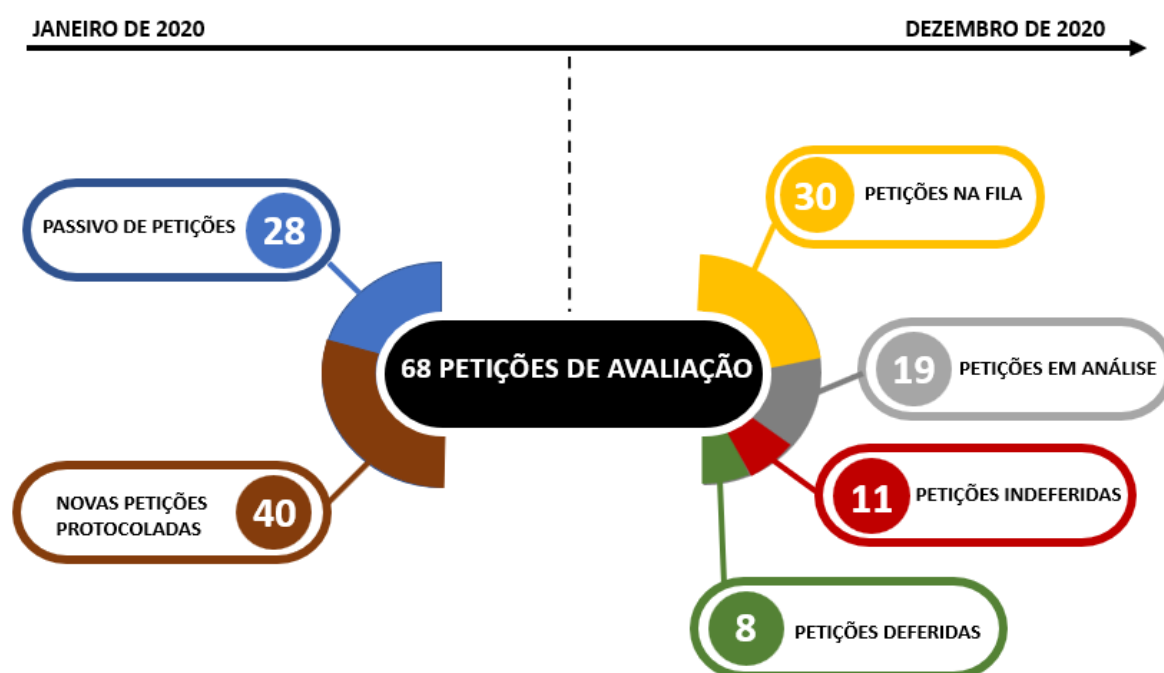 JANEIRO DE 2020
DEZEMBRO DE 2020
PASSIVO DE PETIÇÕES
28
NOVAS PETIÇÕES
PROTOCOLADAS
40
68 PETIÇÕES DE AVALIAÇÃO
30
PETIÇÕES NA FILA
19
PETIÇÕES EM ANÁLISE
11
PETIÇÕES INDEFERIDAS
8
PETIÇÕES DEFERIDAS